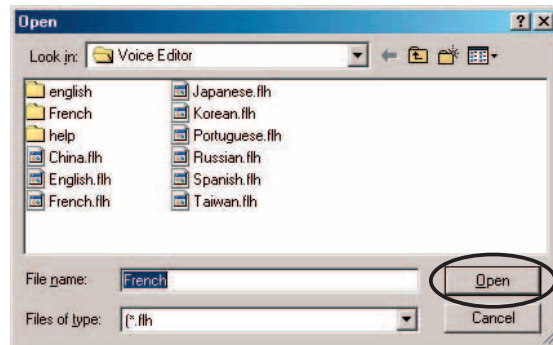 Open
Look in: Voice Editor
english
French
help
China.flh
English.flh
French.flh
Japanese.flh
Korean.flh
Portuguese.flh
Russian.flh
Spanish.flh
Taiwan.flh
File name: French Open
Files of type: (*.flh Cancel